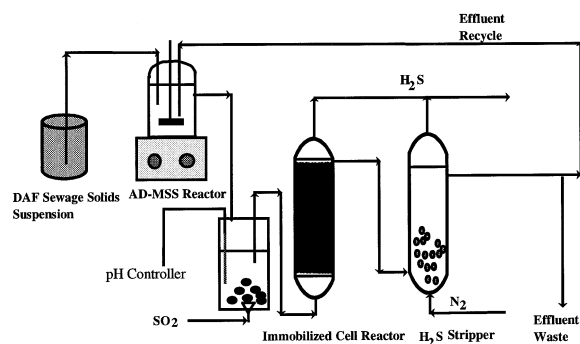 Effluent
Recycle
H2S
DAF Sewage Solids
Suspension
AD-MSS Reactor
pH Controller
SO2
N2
Immobilized Cell Reactor
H2S Stripper
Effluent
Waste